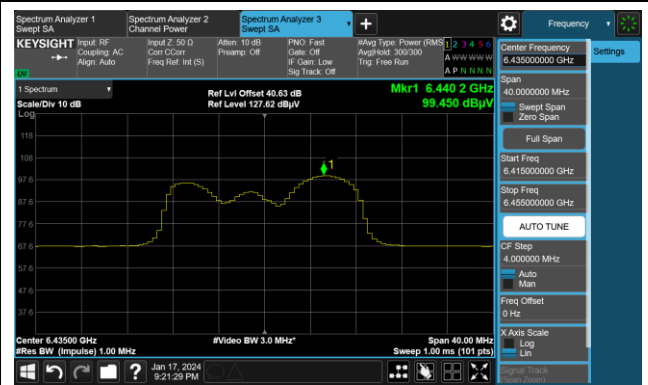 Spectrum Analyzer 1
Swept SA
Spectrum Analyzer 2
Channel Power
Spectrum Analyzer 3
Swept SA
Frequency
KEYSIGHT
Input: RF
Coupling: AC
Align: Auto
Input Z: 50 Ω
Corr CCorr
Freq Ref: Int (S)
Atten: 10 dB
Preamp: Off
PNO: Fast
Gate: Off
IF Gain: Low
Sig Track: Off
#Avg Type: Power (RMS
Avg|Hold: 300/300
Trig: Free Run
1 2 3 4 5 6
A W W W W W
A P N N N N
Center Frequency
6.435000000 GHz
Settings
Span
40.0000000 MHz
Swept Span
Zero Span
Full Span
Start Freq
6.415000000 GHz
Stop Freq
6.455000000 GHz
AUTO TUNE
CF Step
4.000000 MHz
Auto
Man
Freq Offset
0 Hz
X Axis Scale
Log
Lin
Signal Track
(Span Zoom)
1 Spectrum
Scale/Div 10 dB
Log
Ref Lvl Offset 40.63 dB
Ref Level 127.62 dBµV
Mkr1 6.440 2 GHz
99.450 dBµV
118
108
97.6
87.6
77.6
67.6
57.6
47.6
37.6
1
Center 6.43500 GHz
#Res BW (Impulse) 1.00 MHz
#Video BW 3.0 MHz*
Span 40.00 MHz
Sweep 1.00 ms (101 pts)
Jan 17, 2024
9:21:29 PM